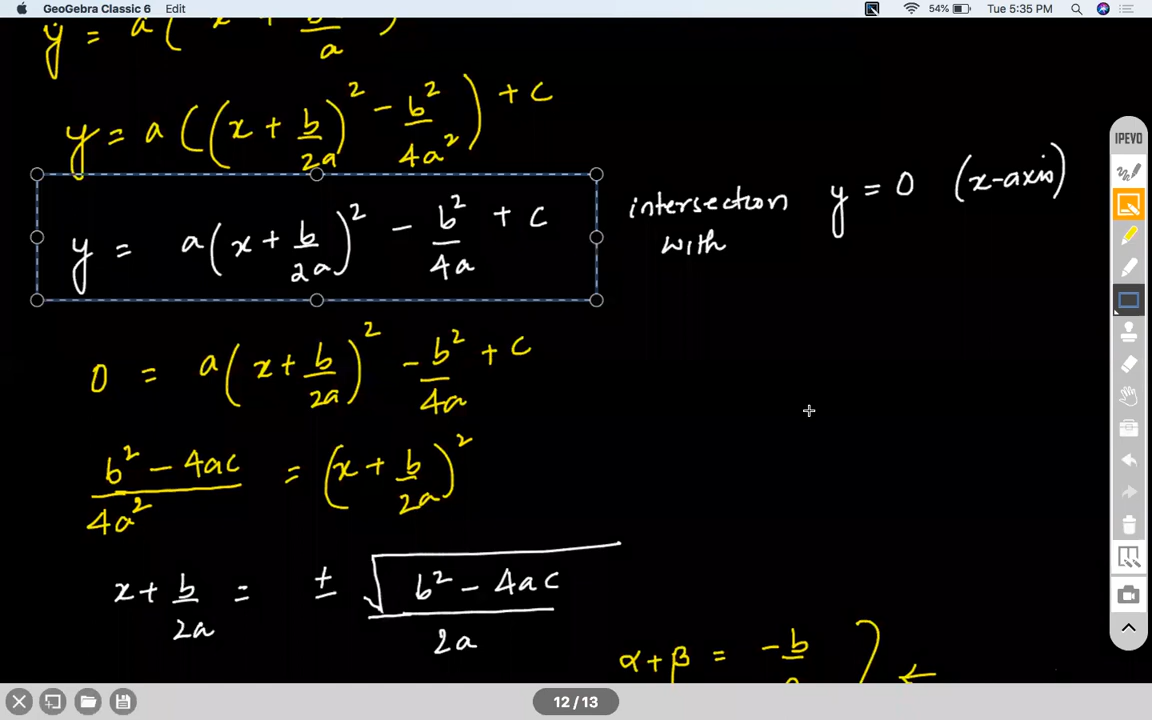 GeoGebra Classic 6 Edit 54% Tue 5:35 PM
y = a(x + b/a)
y = a((x + b/2a)² - b²/4a²) + c
IPEVO
y = a(x + b/2a)² - b²/4a + c
intersection with y = 0 (x-axis)
0 = a(x + b/2a)² - b²/4a + c
b² - 4ac/4a² = (x + b/2a)²
x + b/2a = ± √b² - 4ac/2a
α + β = -b/a
12 / 13